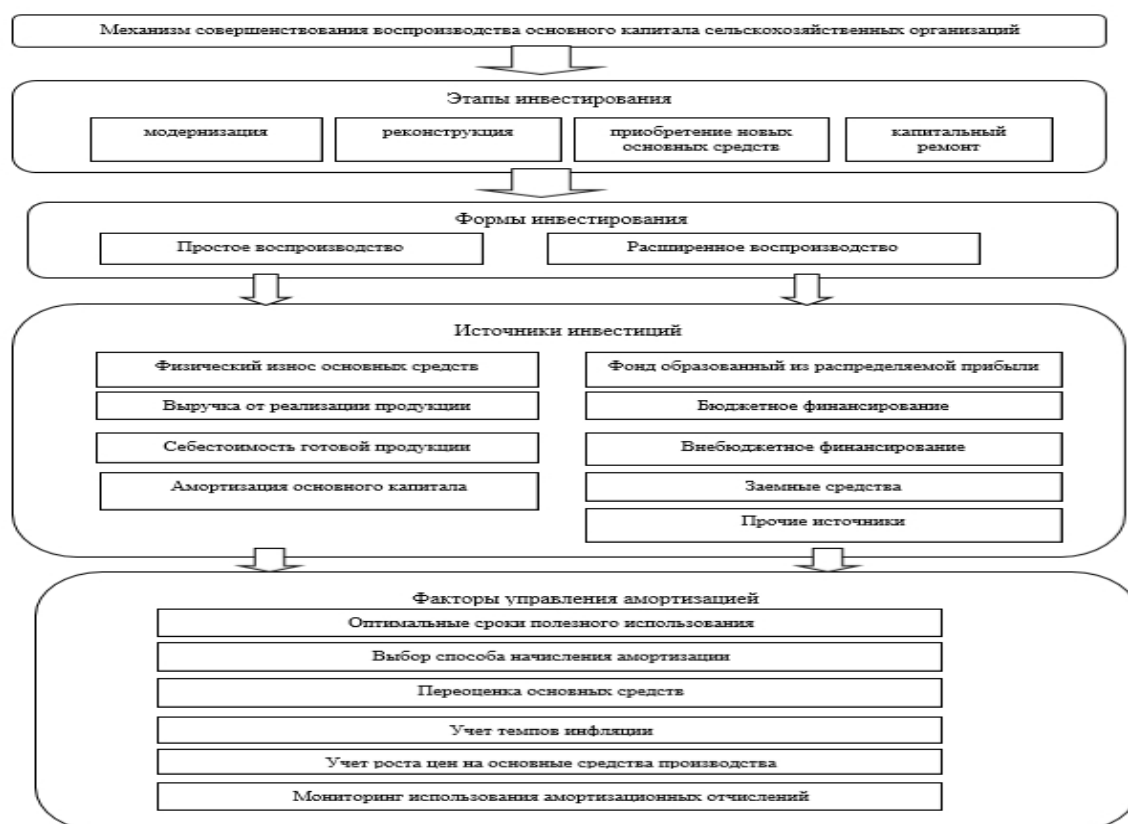 Механизм совершенствования воспроизводства основного капитала сельскохозяйственных организаций
Этапы инвестирования
модернизация
реконструкция
приобретение новых
основных средств
капитальный
ремонт
Формы инвестирования
Простое воспроизводство
Расширенное воспроизводство
Источники инвестиций
Физический износ основных средств
Выручка от реализации продукции
Себестоимость готовой продукции
Амортизация основного капитала
Фонд образованный из распределяемой прибыли
Бюджетное финансирование
Внебюджетное финансирование
Заемные средства
Прочие источники
Факторы управления амортизацией
Оптимальные сроки полезного использования
Выбор способа начисления амортизации
Переоценка основных средств
Учет темпов инфляции
Учет роста цен на основные средства производства
Мониторинг использования амортизационных отчислений